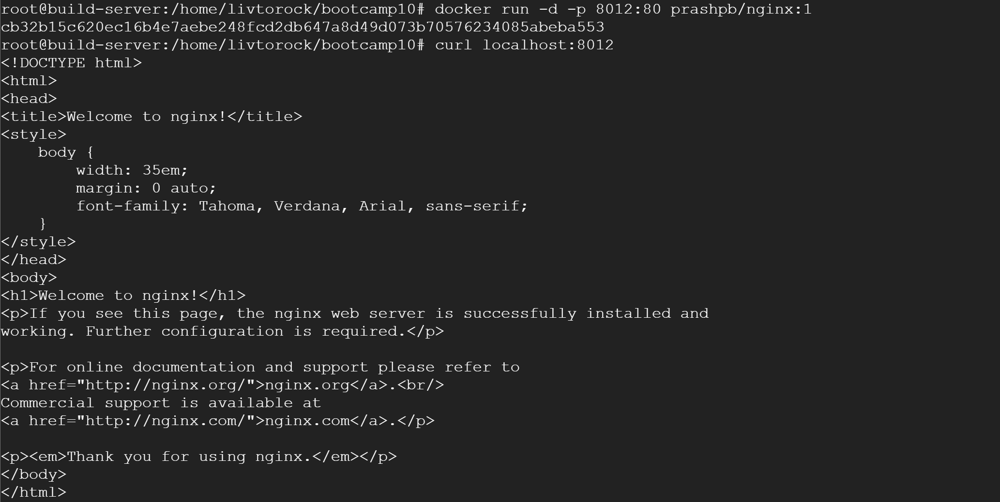 root@build-server:/home/livtorock/bootcamp10# docker run -d -p 8012:80 prashpb/nginx:1
cb32b15c620ec16b4e7aebe248fcd2db647a8d49d073b70576234085abeba553
root@build-server:/home/livtorock/bootcamp10# curl localhost:8012
<!DOCTYPE html>
<html>
<head>
<title>Welcome to nginx!</title>
<style>
    body {
        width: 35em;
        margin: 0 auto;
        font-family: Tahoma, Verdana, Arial, sans-serif;
    }
</style>
</head>
<body>
<h1>Welcome to nginx!</h1>
<p>If you see this page, the nginx web server is successfully installed and
working. Further configuration is required.</p>

<p>For online documentation and support please refer to
<a href="http://nginx.org/">nginx.org</a>.<br/>
Commercial support is available at
<a href="http://nginx.com/">nginx.com</a>.</p>

<p><em>Thank you for using nginx.</em></p>
</body>
</html>